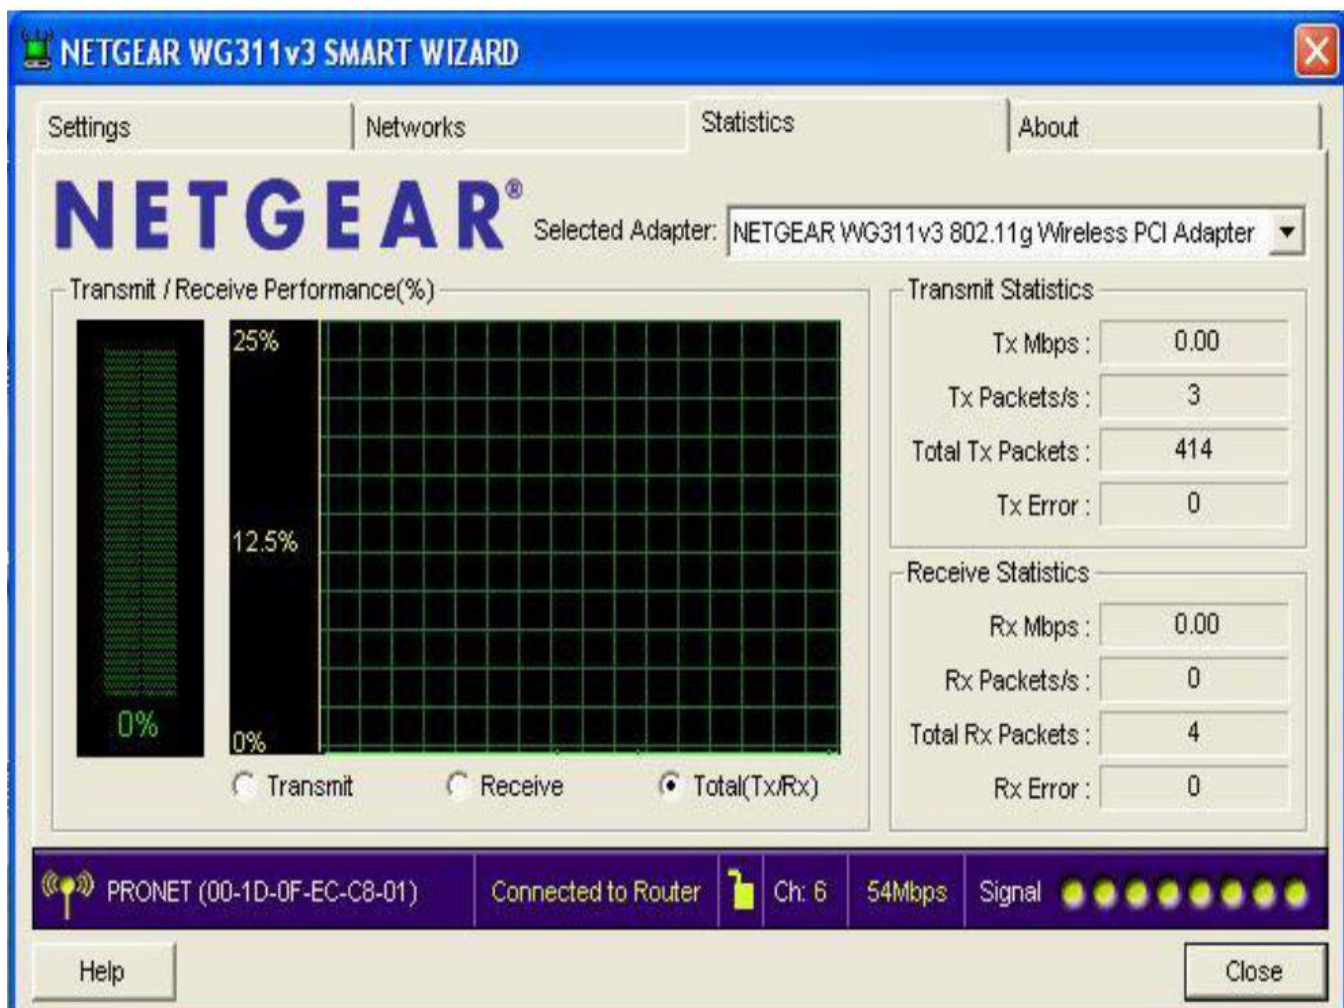 NETGEAR WG311v3 SMART WIZARD
Settings Networks Statistics About
NETGEAR®
Selected Adapter: NETGEAR WG311v3 802.11g Wireless PCI Adapter
Transmit / Receive Performance(%)
25%
12.5%
0%
0%
Transmit Receive Total(Tx/Rx)
Transmit Statistics
Tx Mbps : 0.00
Tx Packets/s : 3
Total Tx Packets : 414
Tx Error : 0
Receive Statistics
Rx Mbps : 0.00
Rx Packets/s : 0
Total Rx Packets : 4
Rx Error : 0
PRONET (00-1D-0F-EC-C8-01) Connected to Router Ch: 6 54Mbps Signal
Help Close